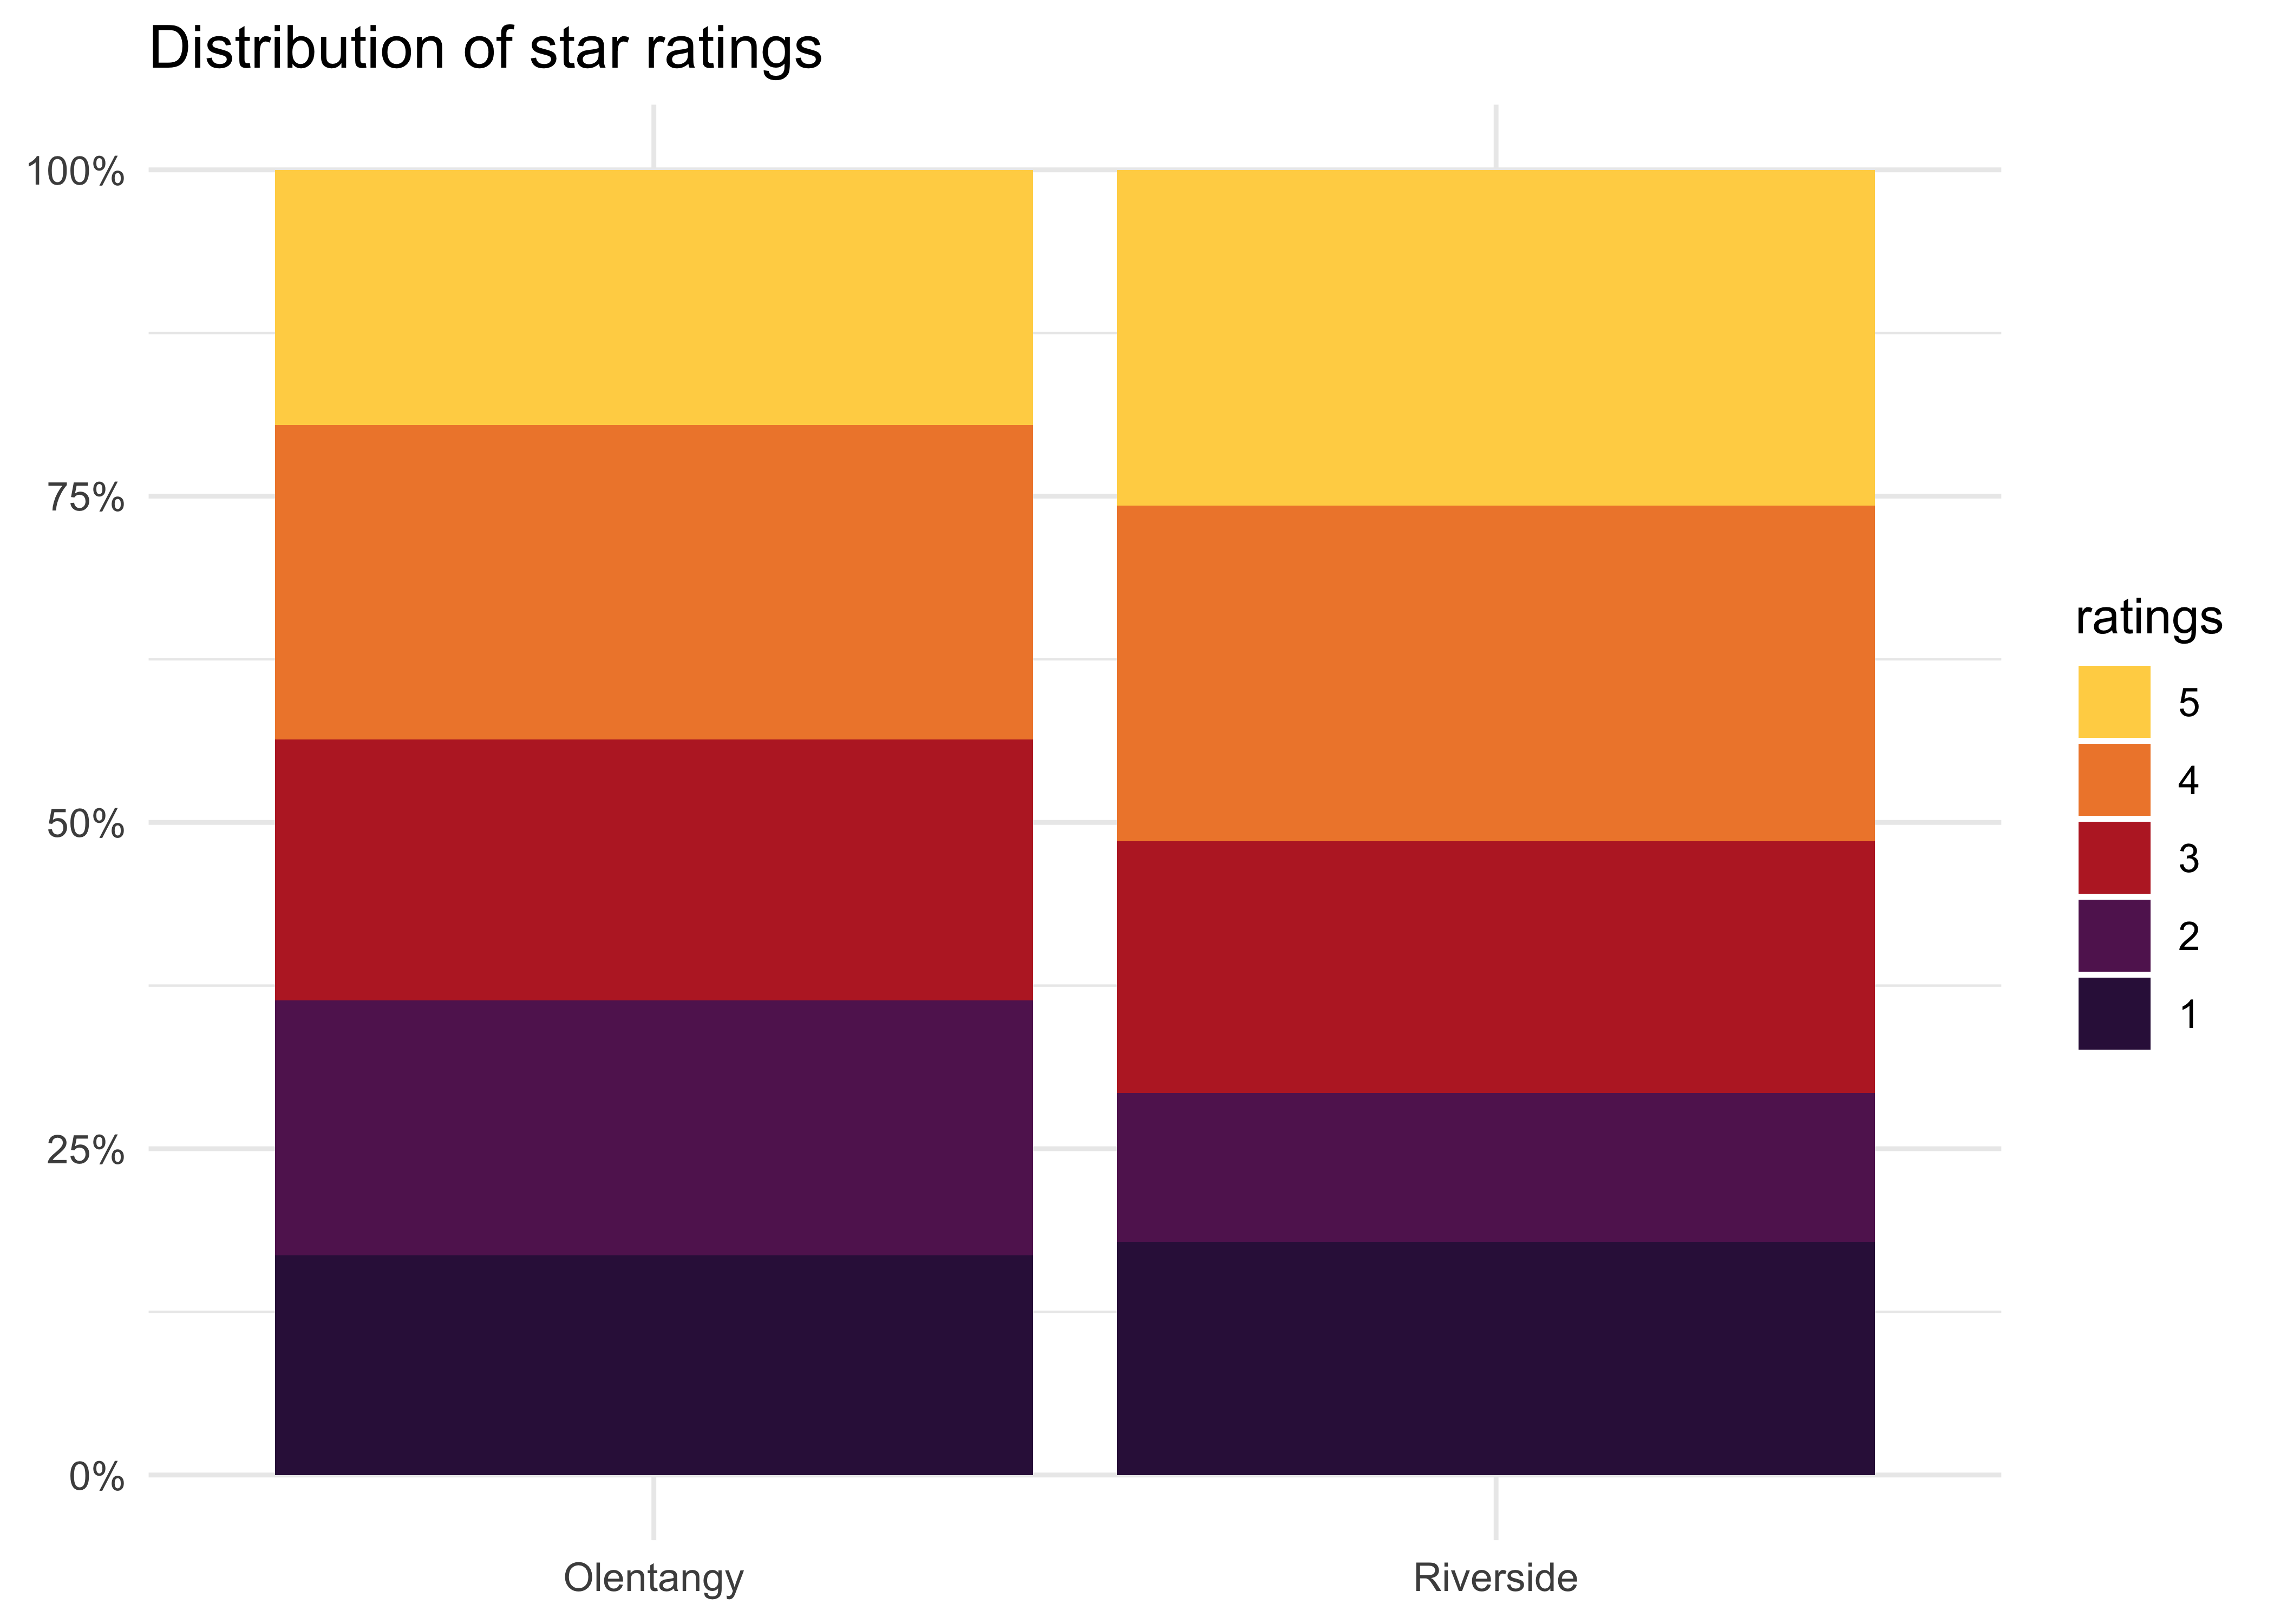 Distribution of star ratings
100%
75%
50%
25%
0%
Olentangy
Riverside
ratings
5
4
3
2
1